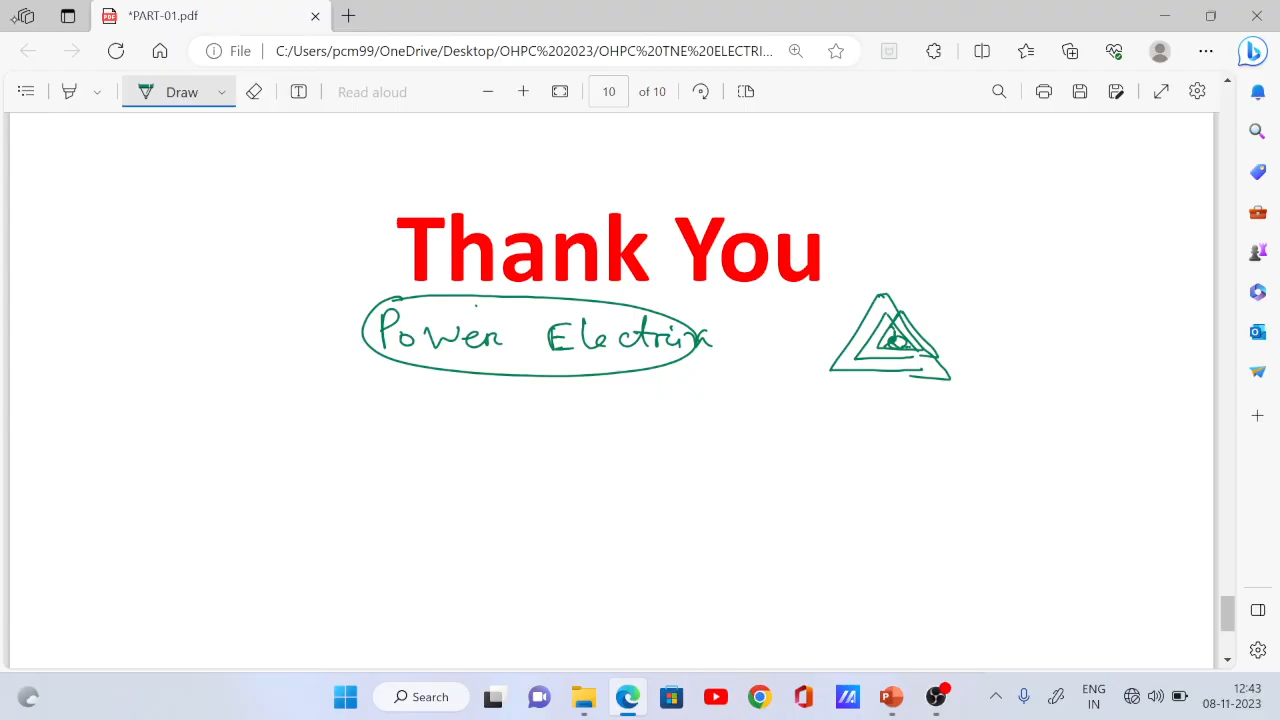 *PART-01.pdf
File C:/Users/pcm99/OneDrive/Desktop/OHPC%202023/OHPC%20TNE%20ELECTRI...
Draw Read aloud 10 of 10
Thank You
Power
Search
ENG
IN
12:43
08-11-2023